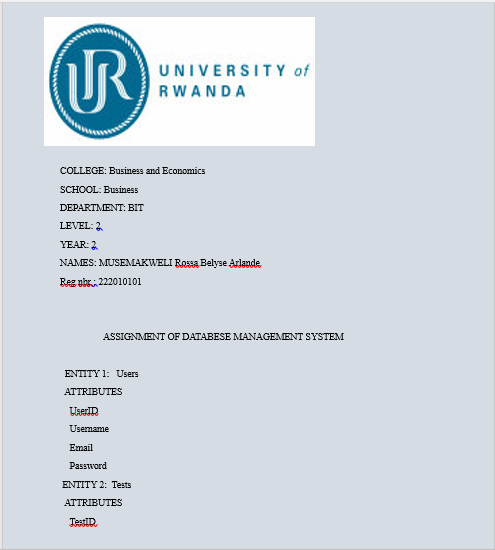 UR
UNIVERSITY of
RWANDA
COLLEGE: Business and Economics
SCHOOL: Business
DEPARTMENT: BIT
LEVEL: 2
YEAR: 2
NAMES: MUSEMAKWELI Rossa Belyse Arlande
Reg nbr : 222010101
ASSIGNMENT OF DATABESE MANAGEMENT SYSTEM
ENTITY 1: Users
ATTRIBUTES
UserID
Username
Email
Password
ENTITY 2: Tests
ATTRIBUTES
TestID